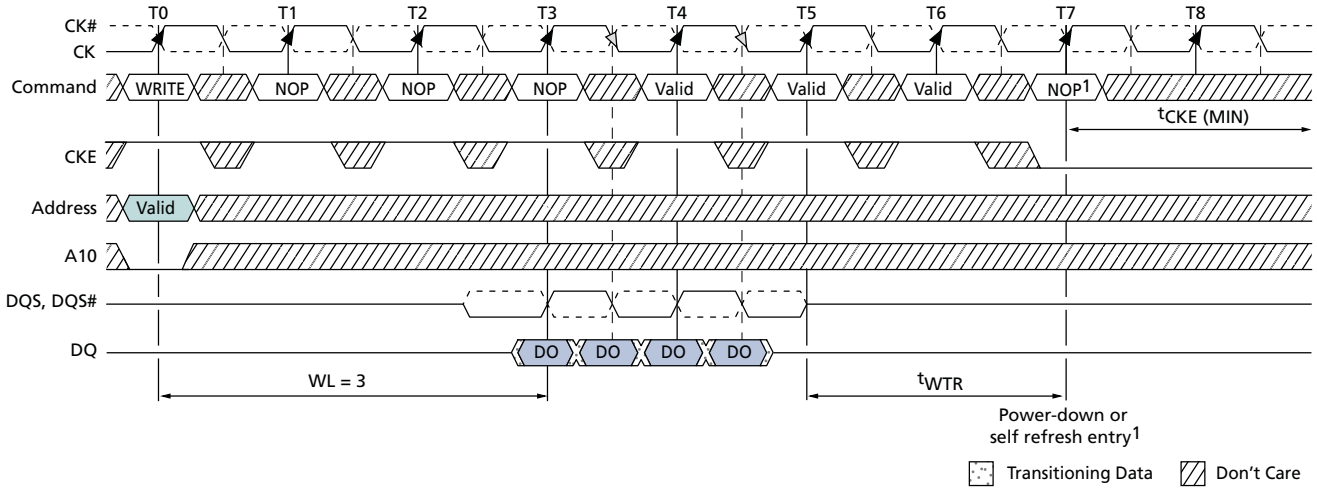 T0 T1 T2 T3 T4 T5 T6 T7 T8
CK#
CK
Command WRITE NOP NOP NOP Valid Valid Valid NOP1
tCKE (MIN)
CKE
Address Valid
A10
DQS, DQS#
DQ DO DO DO DO
WL = 3 tWTR
Power-down or
self refresh entry1
Transitioning Data Don't Care